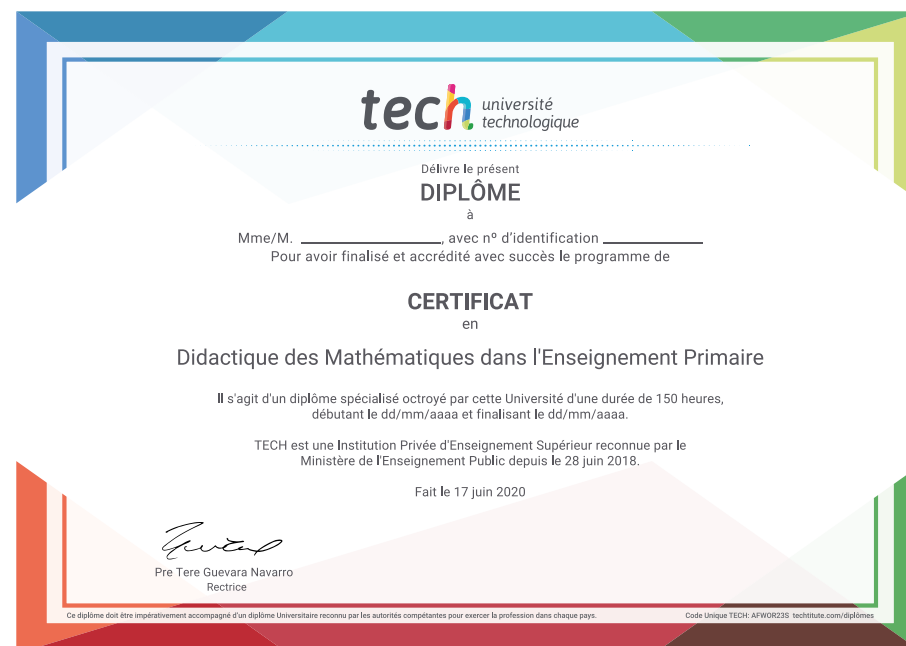 tech université
technologique
Délivre le présent
DIPLÔME
à
Mme/M. ____________________, avec nº d'identification ______________
Pour avoir finalisé et accrédité avec succès le programme de
CERTIFICAT
en
Didactique des Mathématiques dans l'Enseignement Primaire
Il s'agit d'un diplôme spécialisé octroyé par cette Université d'une durée de 150 heures,
débutant le dd/mm/aaaa et finalisant le dd/mm/aaaa.
TECH est une Institution Privée d'Enseignement Supérieur reconnue par le
Ministère de l'Enseignement Public depuis le 28 juin 2018.
Fait le 17 juin 2020
Pre Tere Guevara Navarro
Rectrice
Ce diplôme doit être impérativement accompagné d'un diplôme Universitaire reconnu par les autorités compétantes pour exercer la profession dans chaque pays.
Code Unique TECH: AFWOR23S techtitute.com/diplômes